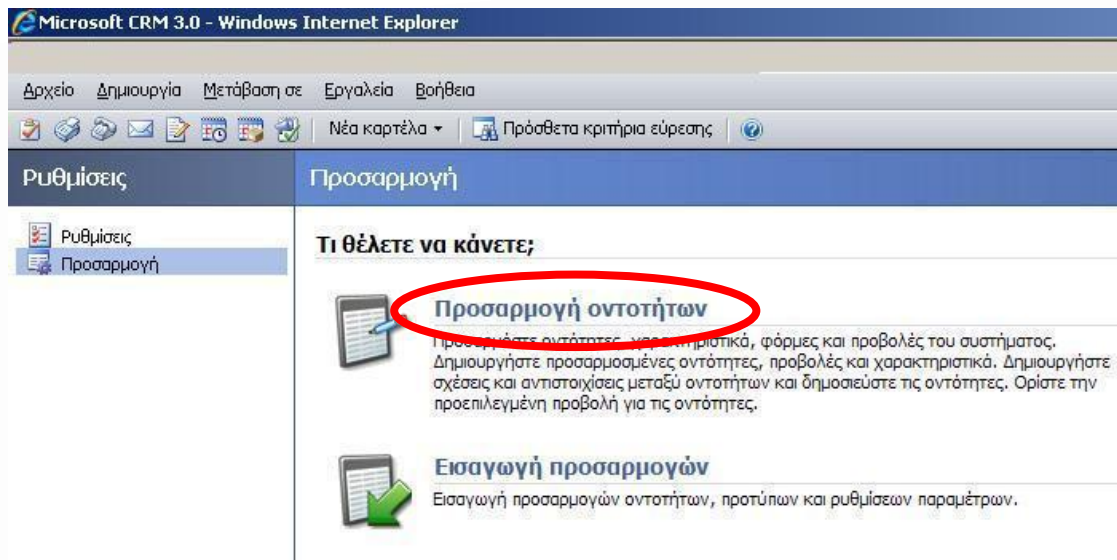 Microsoft CRM 3.0 - Windows Internet Explorer
Αρχείο Δημιουργία Μετάβαση σε Εργαλεία Βοήθεια
Νέα καρτέλα Πρόσθετα κριτήρια εύρεσης
Ρυθμίσεις Προσαρμογή
Ρυθμίσεις
Προσαρμογή
Τι θέλετε να κάνετε;
Προσαρμογή οντοτήτων
Προσαρμόστε οντότητες, χαρακτηριστικά, φόρμες και προβολές του συστήματος.
Δημιουργήστε προσαρμοσμένες οντότητες, προβολές και χαρακτηριστικά. Δημιουργήστε
σχέσεις και αντιστοιχίσεις μεταξύ οντοτήτων και δημοσιεύστε τις οντότητες. Ορίστε την
προεπιλεγμένη προβολή για τις οντότητες.
Εισαγωγή προσαρμογών
Εισαγωγή προσαρμογών οντοτήτων, προτύπων και ρυθμίσεων παραμέτρων.